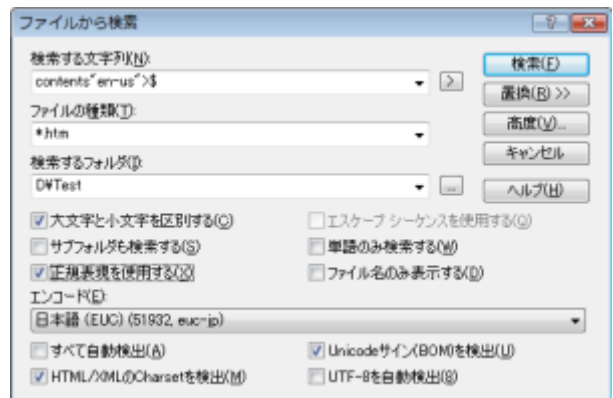 ファイルから検索
検索する文字列(N):
contents"en-us">$
検索(F)
置換(R) >>
ファイルの種類(T):
*.htm
高度(V)...
キャンセル
検索するフォルダ(I):
D¥Test
...
ヘルプ(H)
大文字と小文字を区別する(C)
エスケープ シーケンスを使用する(Q)
サブフォルダも検索する(S)
単語のみ検索する(W)
正規表現を使用する(X)
ファイル名のみ表示する(D)
エンコード(E):
日本語 (EUC) (51932, euc-jp)
すべて自動検出(A)
Unicodeサイン(BOM)を検出(U)
HTML/XMLのCharsetを検出(M)
UTF-8を自動検出(8)